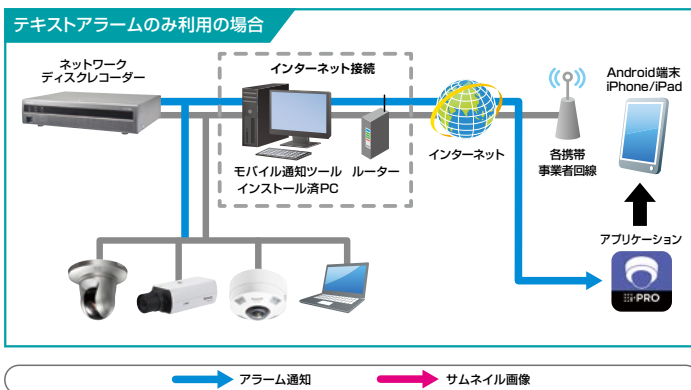 テキストアラームのみ利用の場合
ネットワーク
ディスクレコーダー
インターネット接続
モバイル通知ツール
インストール済PC
ルーター
インターネット
各携帯
事業者回線
Android端末
iPhone/iPad
アプリケーション
i-PRO
アラーム通知
サムネイル画像